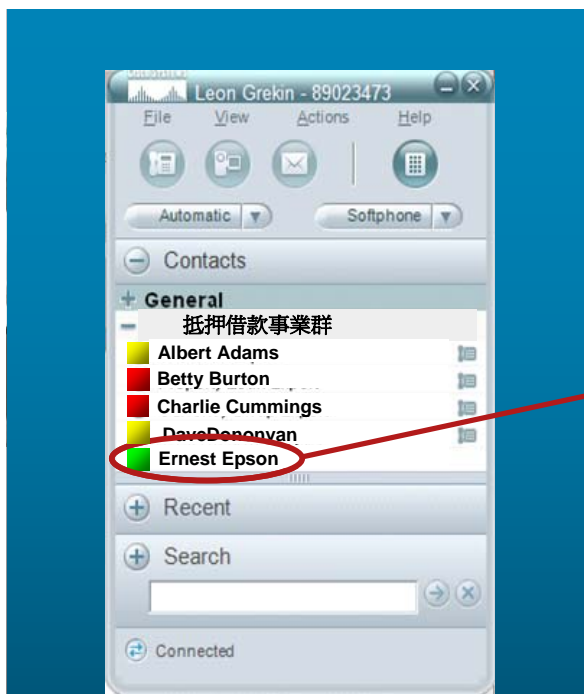 Leon Grekin - 89023473
File View Actions Help
Automatic Softphone
Contacts
General
抵押借款事業群
Albert Adams
Betty Burton
Charlie Cummings
DaveDenonvan
Ernest Epson
Recent
Search
Connected